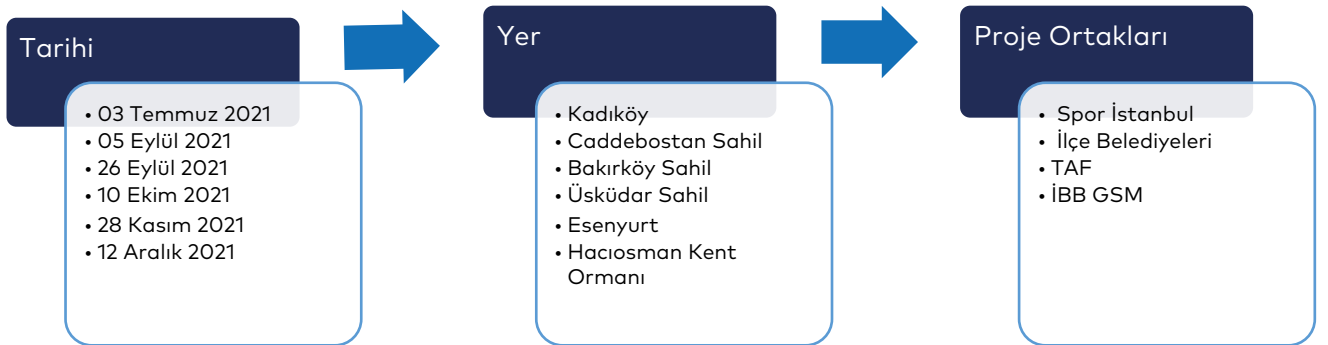 Tarihi
• 03 Temmuz 2021
• 05 Eylül 2021
• 26 Eylül 2021
• 10 Ekim 2021
• 28 Kasım 2021
• 12 Aralık 2021
Yer
• Kadıköy
• Caddebostan Sahil
• Bakırköy Sahil
• Üsküdar Sahil
• Esenyurt
• Hacıosman Kent
Ormanı
Proje Ortakları
• Spor İstanbul
• İlçe Belediyeleri
• TAF
• İBB GSM